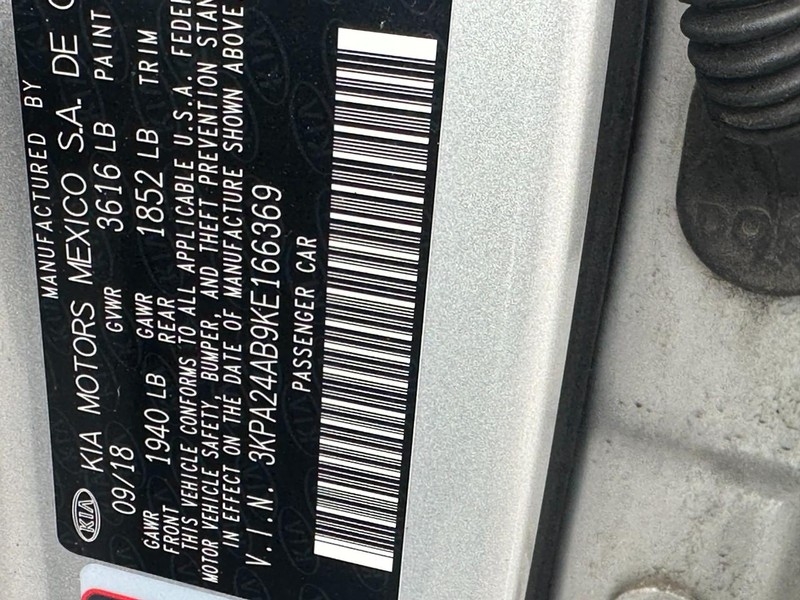 MANUFACTURED BY
KIA KIA MOTORS MEXICO S.A. DE C
09/18 GVWR 3616 LB PAINT
GAWR FRONT 1940 LB GAWR REAR 1852 LB TRIM
THIS VEHICLE CONFORMS TO ALL APPLICABLE U.S.A. FEDER
MOTOR VEHICLE SAFETY, BUMPER, AND THEFT PREVENTION STAN
IN EFFECT ON THE DATE OF MANUFACTURE SHOWN ABOVE
V.I.N. 3KPA24AB9KE166369
PASSENGER CAR